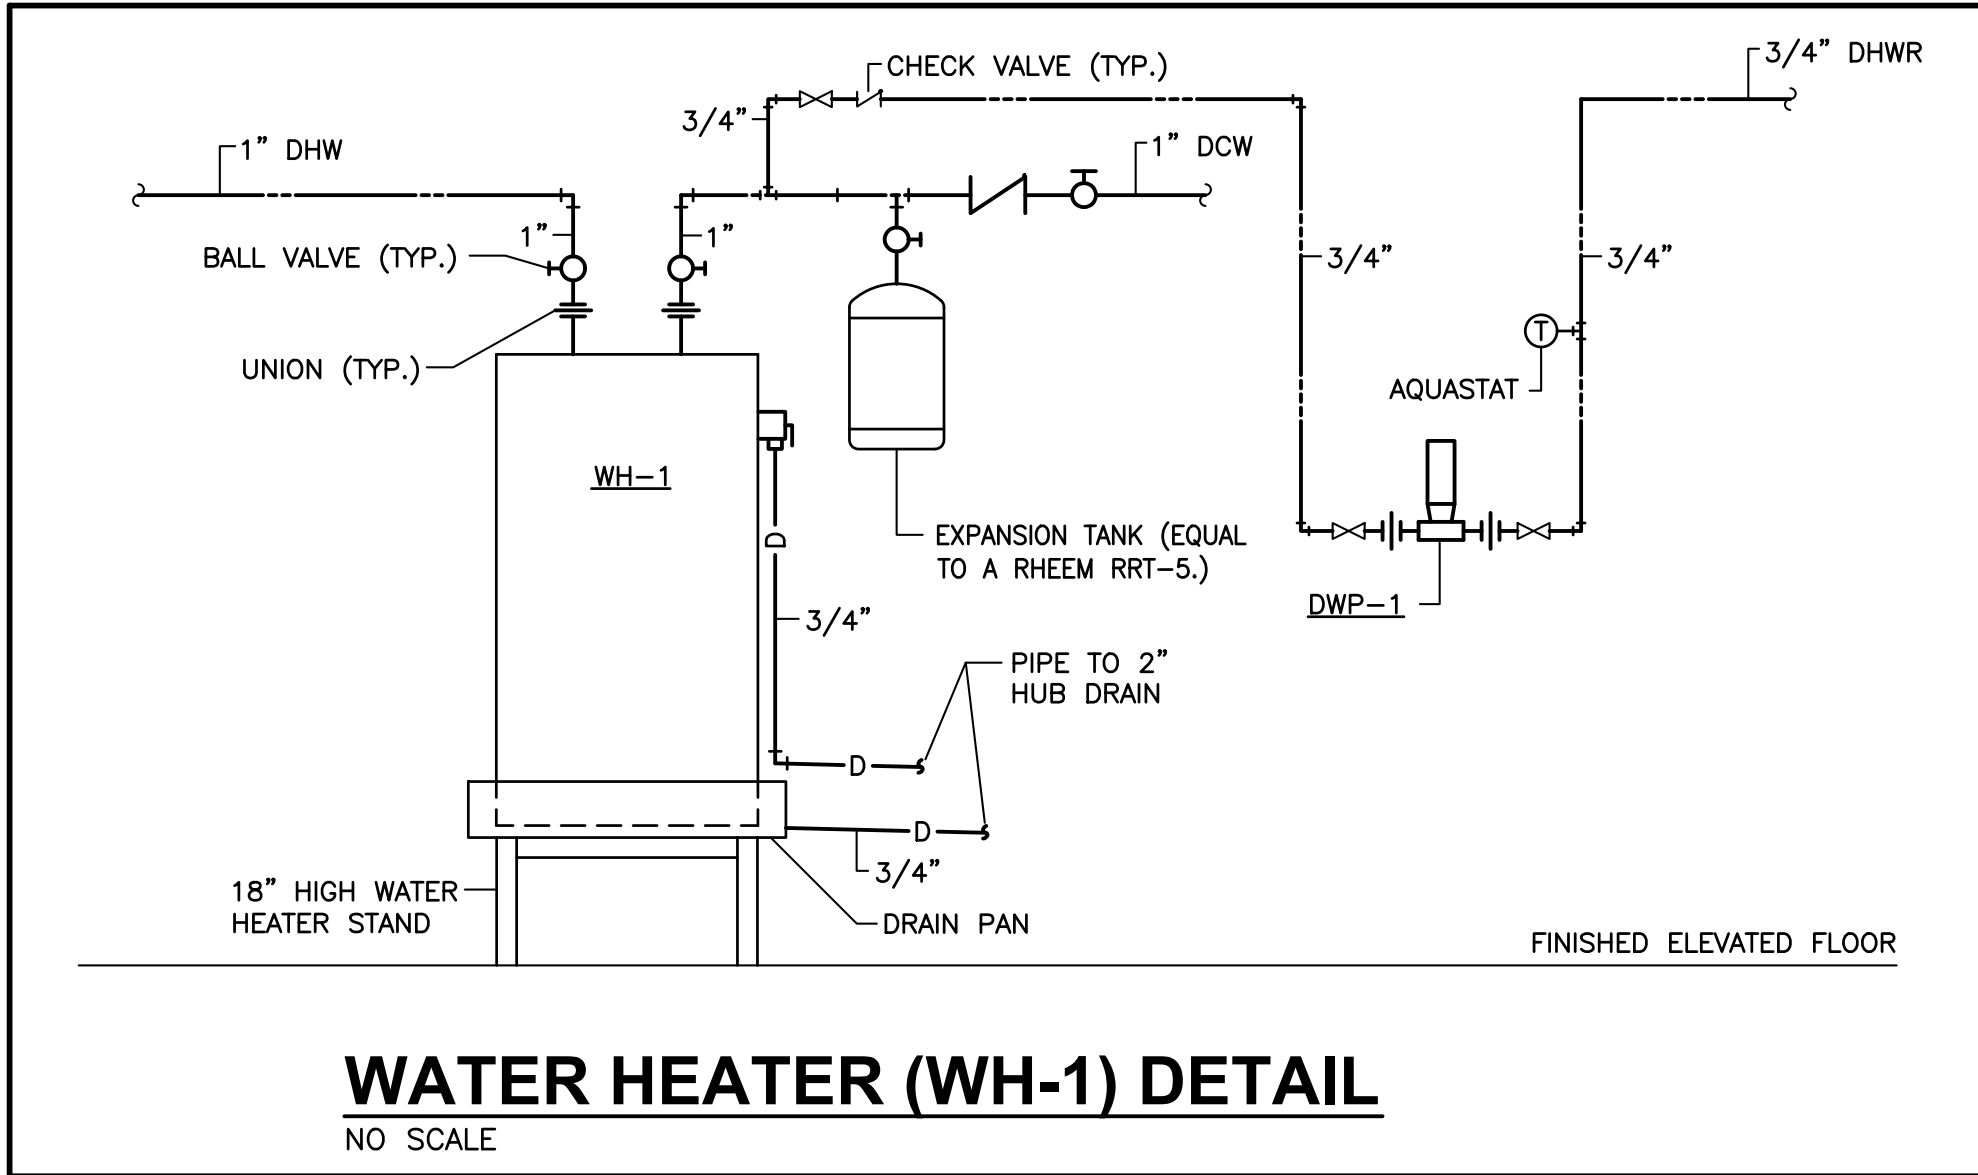 CHECK VALVE (TYP.)
3/4" DHWR
3/4"
1" DHW
1" DCW
1"
1"
BALL VALVE (TYP.)
3/4"
3/4"
T
UNION (TYP.)
AQUASTAT
WH-1
D
EXPANSION TANK (EQUAL
TO A RHEEM RRT-5.)
DWP-1
3/4"
PIPE TO 2"
HUB DRAIN
D
D
3/4"
18" HIGH WATER
HEATER STAND
DRAIN PAN
FINISHED ELEVATED FLOOR
WATER HEATER (WH-1) DETAIL
NO SCALE